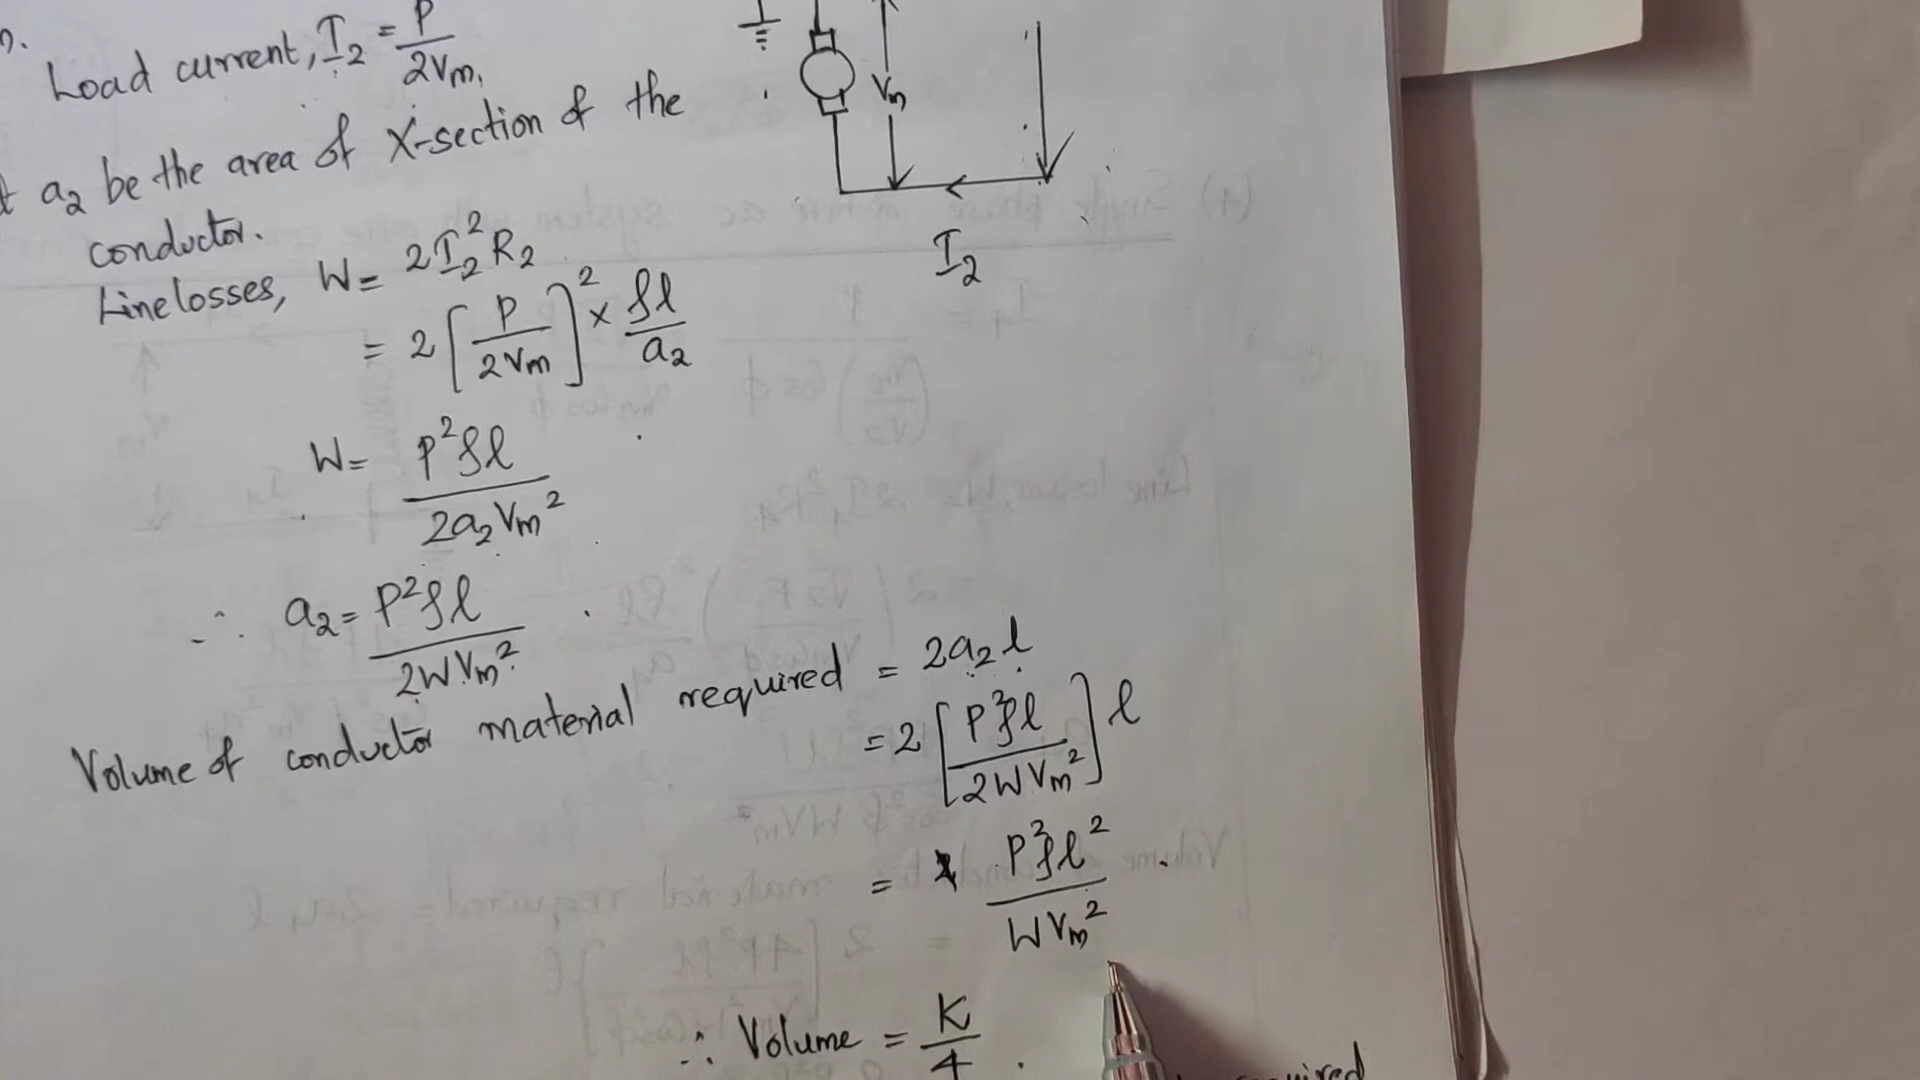 Load current, I₂ = P/2Vm.
Vm
a₂ be the area of X-section of the
conductor.
I₂
Line losses, W = 2I₂²R₂
= 2[P/2Vm]² × ρl/a₂
W = P²ρl/2a₂Vm²
∴ a₂ = P²ρl/2WVm²
Volume of conductor material required = 2a₂l
= 2[P²ρl/2WVm²]l
= P²ρl²/WVm²
∴ Volume = K/4.